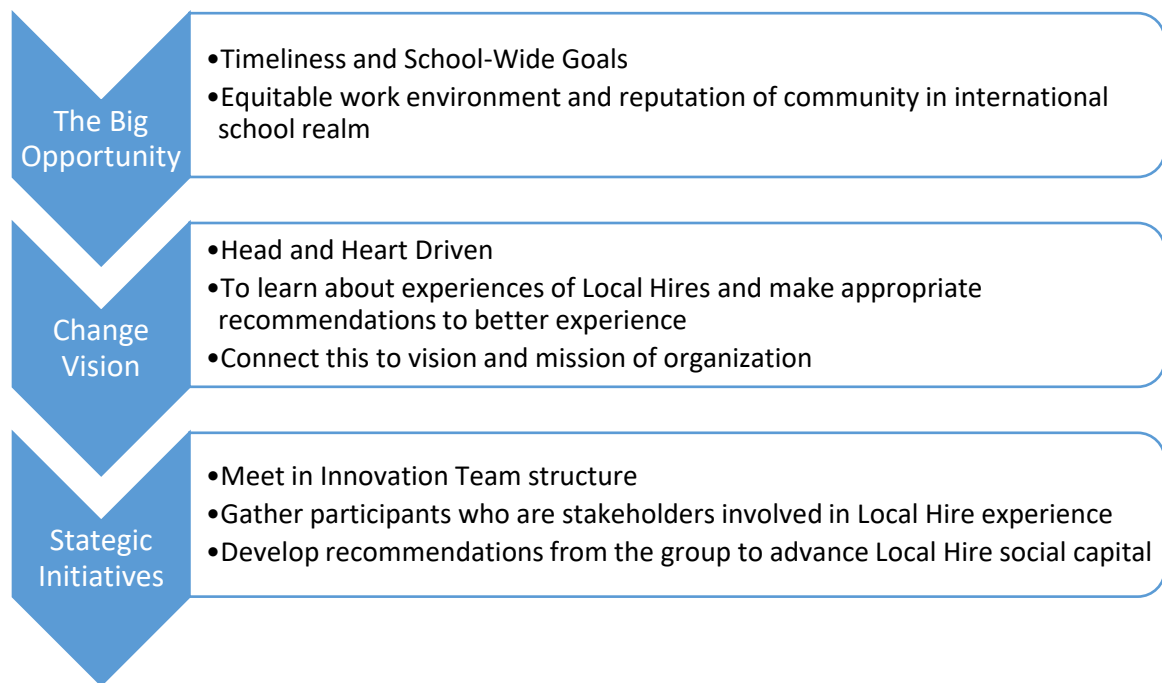 The Big
Opportunity
•Timeliness and School-Wide Goals
•Equitable work environment and reputation of community in international
school realm
Change
Vision
•Head and Heart Driven
•To learn about experiences of Local Hires and make appropriate
recommendations to better experience
•Connect this to vision and mission of organization
Stategic
Initiatives
•Meet in Innovation Team structure
•Gather participants who are stakeholders involved in Local Hire experience
•Develop recommendations from the group to advance Local Hire social capital